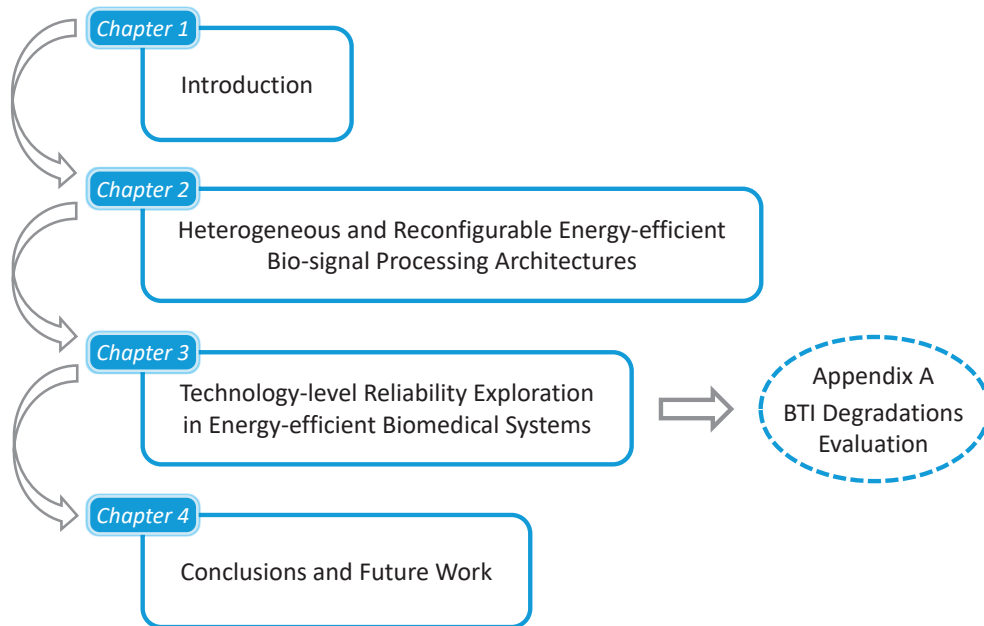 Chapter 1
Introduction
Chapter 2
Heterogeneous and Reconfigurable Energy-efficient
Bio-signal Processing Architectures
Chapter 3
Technology-level Reliability Exploration
in Energy-efficient Biomedical Systems
Appendix A
BTI Degradations
Evaluation
Chapter 4
Conclusions and Future Work